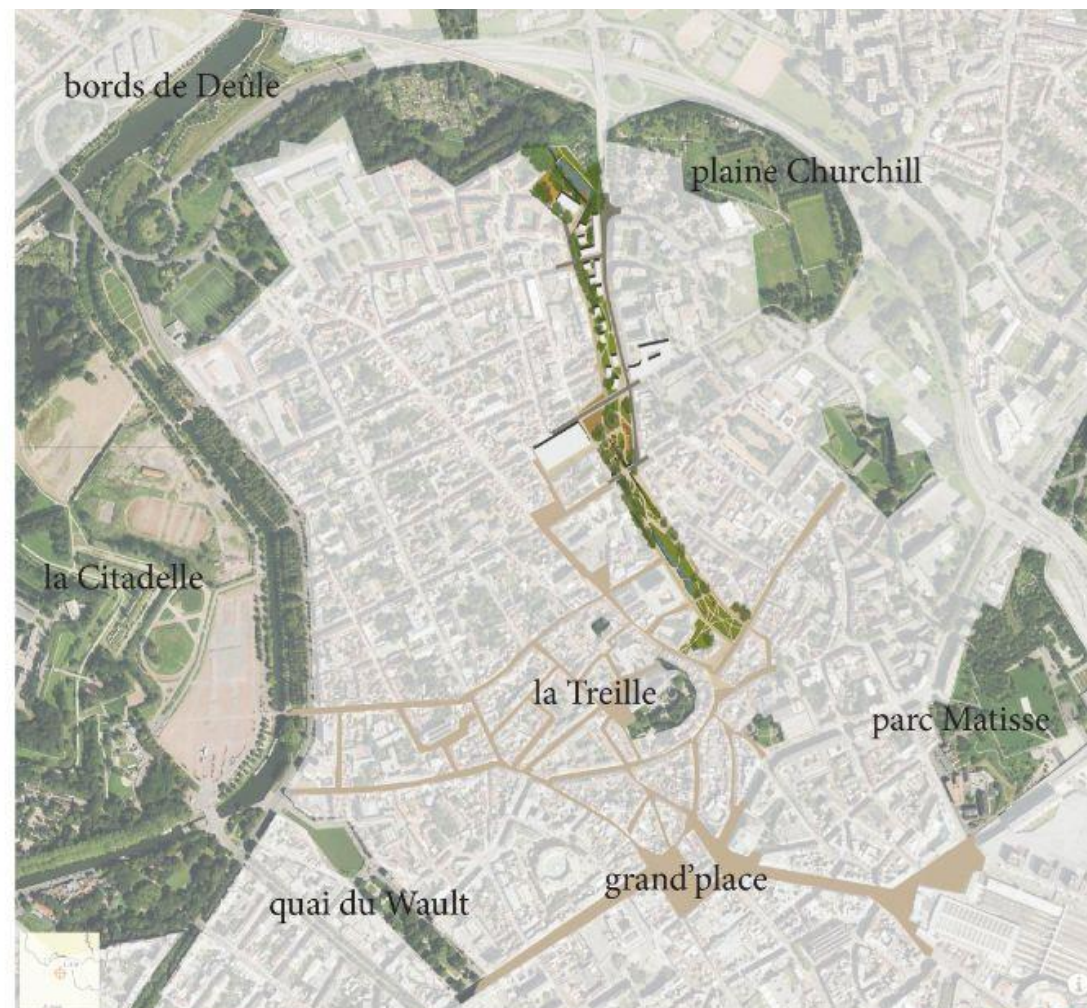 bords de Deûle
plaine Churchill
la Citadelle
la Treille
parc Matisse
grand'place
quai du Wault